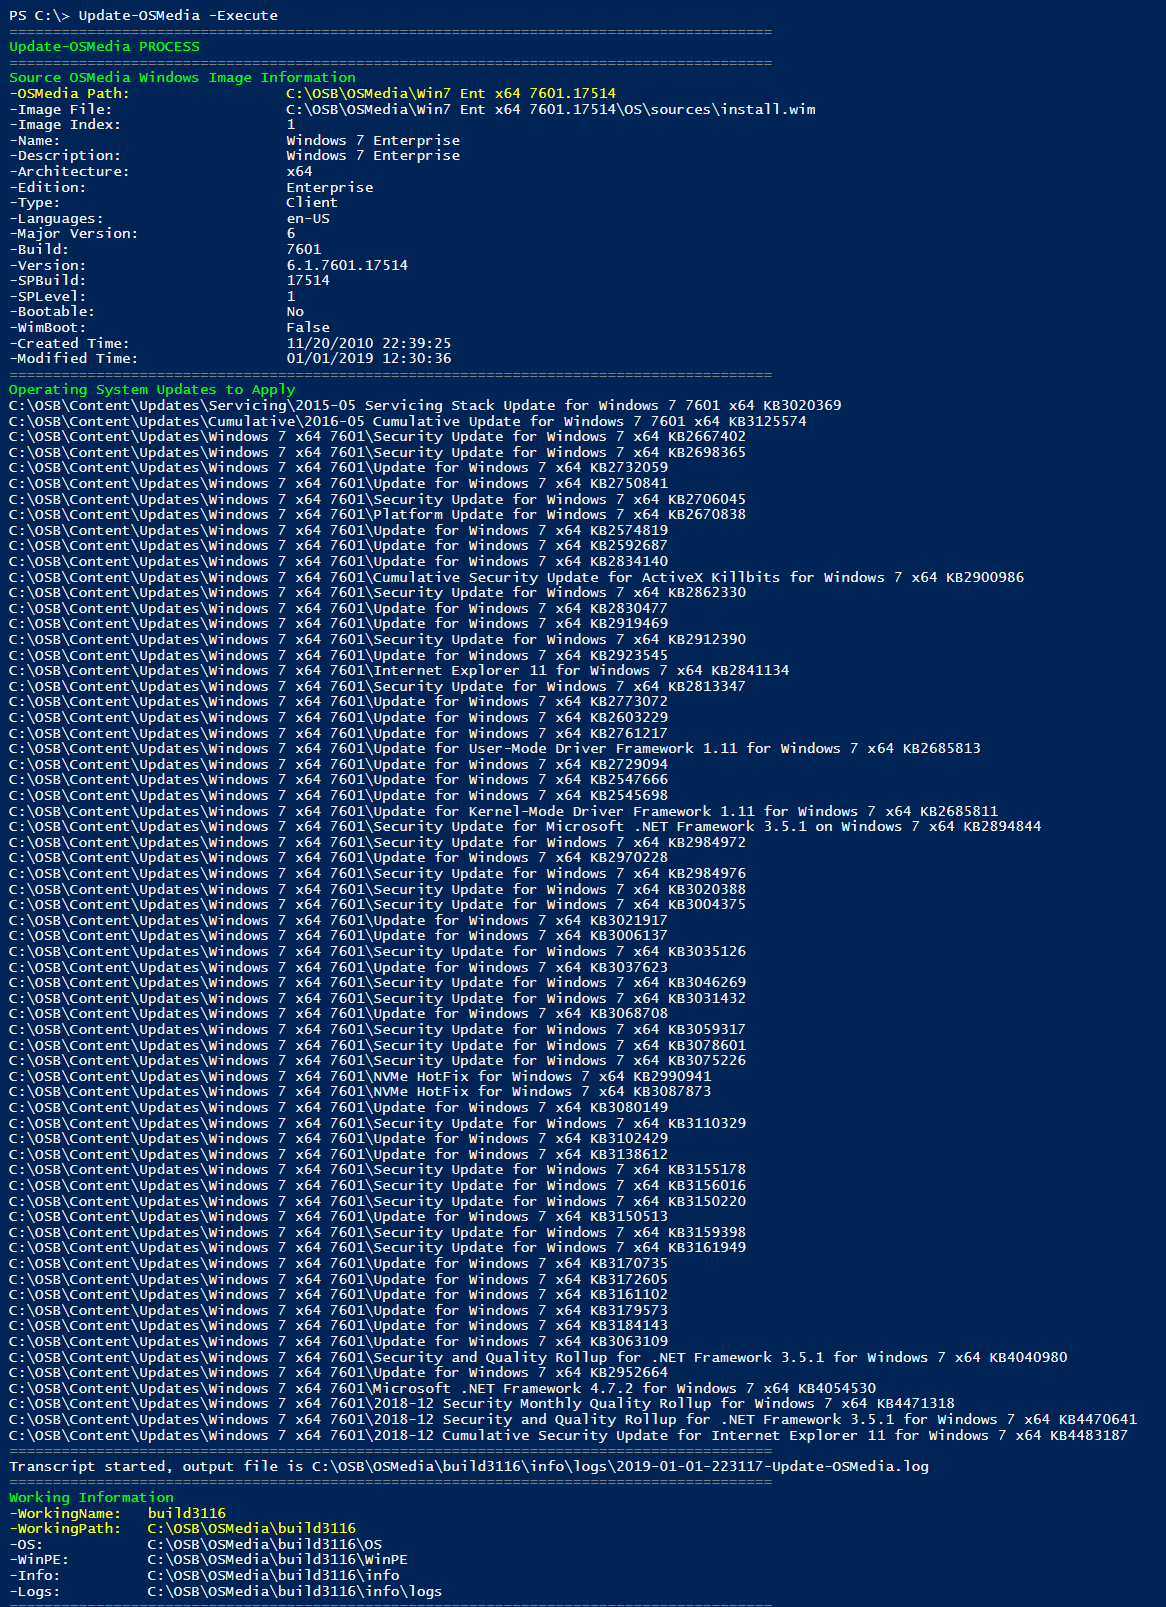 PS C:\> Update-OSMedia -Execute
========================================================================================
Update-OSMedia PROCESS
========================================================================================
Source OSMedia Windows Image Information
-OSMedia Path: C:\OSB\OSMedia\Win7 Ent x64 7601.17514
-Image File: C:\OSB\OSMedia\Win7 Ent x64 7601.17514\OS\sources\install.wim
-Image Index: 1
-Name: Windows 7 Enterprise
-Description: Windows 7 Enterprise
-Architecture: x64
-Edition: Enterprise
-Type: Client
-Languages: en-US
-Major Version: 6
-Build: 7601
-Version: 6.1.7601.17514
-SPBuild: 17514
-SPLevel: 1
-Bootable: No
-WimBoot: False
-Created Time: 11/20/2010 22:39:25
-Modified Time: 01/01/2019 12:30:36
========================================================================================
Operating System Updates to Apply
C:\OSB\Content\Updates\Servicing\2015-05 Servicing Stack Update for Windows 7 7601 x64 KB3020369
C:\OSB\Content\Updates\Cumulative\2016-05 Cumulative Update for Windows 7 7601 x64 KB3125574
C:\OSB\Content\Updates\Windows 7 x64 7601\Security Update for Windows 7 x64 KB2667402
C:\OSB\Content\Updates\Windows 7 x64 7601\Security Update for Windows 7 x64 KB2698365
C:\OSB\Content\Updates\Windows 7 x64 7601\Update for Windows 7 x64 KB2732059
C:\OSB\Content\Updates\Windows 7 x64 7601\Update for Windows 7 x64 KB2750841
C:\OSB\Content\Updates\Windows 7 x64 7601\Security Update for Windows 7 x64 KB2706045
C:\OSB\Content\Updates\Windows 7 x64 7601\Platform Update for Windows 7 x64 KB2670838
C:\OSB\Content\Updates\Windows 7 x64 7601\Update for Windows 7 x64 KB2574819
C:\OSB\Content\Updates\Windows 7 x64 7601\Update for Windows 7 x64 KB2592687
C:\OSB\Content\Updates\Windows 7 x64 7601\Update for Windows 7 x64 KB2834140
C:\OSB\Content\Updates\Windows 7 x64 7601\Cumulative Security Update for ActiveX Killbits for Windows 7 x64 KB2900986
C:\OSB\Content\Updates\Windows 7 x64 7601\Security Update for Windows 7 x64 KB2862330
C:\OSB\Content\Updates\Windows 7 x64 7601\Update for Windows 7 x64 KB2830477
C:\OSB\Content\Updates\Windows 7 x64 7601\Update for Windows 7 x64 KB2919469
C:\OSB\Content\Updates\Windows 7 x64 7601\Security Update for Windows 7 x64 KB2912390
C:\OSB\Content\Updates\Windows 7 x64 7601\Update for Windows 7 x64 KB2923545
C:\OSB\Content\Updates\Windows 7 x64 7601\Internet Explorer 11 for Windows 7 x64 KB2841134
C:\OSB\Content\Updates\Windows 7 x64 7601\Security Update for Windows 7 x64 KB2813347
C:\OSB\Content\Updates\Windows 7 x64 7601\Update for Windows 7 x64 KB2773072
C:\OSB\Content\Updates\Windows 7 x64 7601\Update for Windows 7 x64 KB2603229
C:\OSB\Content\Updates\Windows 7 x64 7601\Update for Windows 7 x64 KB2761217
C:\OSB\Content\Updates\Windows 7 x64 7601\Update for User-Mode Driver Framework 1.11 for Windows 7 x64 KB2685813
C:\OSB\Content\Updates\Windows 7 x64 7601\Update for Windows 7 x64 KB2729094
C:\OSB\Content\Updates\Windows 7 x64 7601\Update for Windows 7 x64 KB2547666
C:\OSB\Content\Updates\Windows 7 x64 7601\Update for Windows 7 x64 KB2545698
C:\OSB\Content\Updates\Windows 7 x64 7601\Update for Kernel-Mode Driver Framework 1.11 for Windows 7 x64 KB2685811
C:\OSB\Content\Updates\Windows 7 x64 7601\Security Update for Microsoft .NET Framework 3.5.1 on Windows 7 x64 KB2894844
C:\OSB\Content\Updates\Windows 7 x64 7601\Security Update for Windows 7 x64 KB2984972
C:\OSB\Content\Updates\Windows 7 x64 7601\Update for Windows 7 x64 KB2970228
C:\OSB\Content\Updates\Windows 7 x64 7601\Security Update for Windows 7 x64 KB2984976
C:\OSB\Content\Updates\Windows 7 x64 7601\Security Update for Windows 7 x64 KB3020388
C:\OSB\Content\Updates\Windows 7 x64 7601\Security Update for Windows 7 x64 KB3004375
C:\OSB\Content\Updates\Windows 7 x64 7601\Update for Windows 7 x64 KB3021917
C:\OSB\Content\Updates\Windows 7 x64 7601\Update for Windows 7 x64 KB3006137
C:\OSB\Content\Updates\Windows 7 x64 7601\Security Update for Windows 7 x64 KB3035126
C:\OSB\Content\Updates\Windows 7 x64 7601\Update for Windows 7 x64 KB3037623
C:\OSB\Content\Updates\Windows 7 x64 7601\Security Update for Windows 7 x64 KB3046269
C:\OSB\Content\Updates\Windows 7 x64 7601\Security Update for Windows 7 x64 KB3031432
C:\OSB\Content\Updates\Windows 7 x64 7601\Update for Windows 7 x64 KB3068708
C:\OSB\Content\Updates\Windows 7 x64 7601\Security Update for Windows 7 x64 KB3059317
C:\OSB\Content\Updates\Windows 7 x64 7601\Security Update for Windows 7 x64 KB3078601
C:\OSB\Content\Updates\Windows 7 x64 7601\Security Update for Windows 7 x64 KB3075226
C:\OSB\Content\Updates\Windows 7 x64 7601\NVMe HotFix for Windows 7 x64 KB2990941
C:\OSB\Content\Updates\Windows 7 x64 7601\NVMe HotFix for Windows 7 x64 KB3087873
C:\OSB\Content\Updates\Windows 7 x64 7601\Update for Windows 7 x64 KB3080149
C:\OSB\Content\Updates\Windows 7 x64 7601\Security Update for Windows 7 x64 KB3110329
C:\OSB\Content\Updates\Windows 7 x64 7601\Update for Windows 7 x64 KB3102429
C:\OSB\Content\Updates\Windows 7 x64 7601\Update for Windows 7 x64 KB3138612
C:\OSB\Content\Updates\Windows 7 x64 7601\Security Update for Windows 7 x64 KB3155178
C:\OSB\Content\Updates\Windows 7 x64 7601\Security Update for Windows 7 x64 KB3156016
C:\OSB\Content\Updates\Windows 7 x64 7601\Security Update for Windows 7 x64 KB3150220
C:\OSB\Content\Updates\Windows 7 x64 7601\Update for Windows 7 x64 KB3150513
C:\OSB\Content\Updates\Windows 7 x64 7601\Security Update for Windows 7 x64 KB3159398
C:\OSB\Content\Updates\Windows 7 x64 7601\Security Update for Windows 7 x64 KB3161949
C:\OSB\Content\Updates\Windows 7 x64 7601\Update for Windows 7 x64 KB3170735
C:\OSB\Content\Updates\Windows 7 x64 7601\Update for Windows 7 x64 KB3172605
C:\OSB\Content\Updates\Windows 7 x64 7601\Update for Windows 7 x64 KB3161102
C:\OSB\Content\Updates\Windows 7 x64 7601\Update for Windows 7 x64 KB3179573
C:\OSB\Content\Updates\Windows 7 x64 7601\Update for Windows 7 x64 KB3184143
C:\OSB\Content\Updates\Windows 7 x64 7601\Update for Windows 7 x64 KB3063109
C:\OSB\Content\Updates\Windows 7 x64 7601\Security and Quality Rollup for .NET Framework 3.5.1 for Windows 7 x64 KB4040980
C:\OSB\Content\Updates\Windows 7 x64 7601\Update for Windows 7 x64 KB2952664
C:\OSB\Content\Updates\Windows 7 x64 7601\Microsoft .NET Framework 4.7.2 for Windows 7 x64 KB4054530
C:\OSB\Content\Updates\Windows 7 x64 7601\2018-12 Security Monthly Quality Rollup for Windows 7 x64 KB4471318
C:\OSB\Content\Updates\Windows 7 x64 7601\2018-12 Security and Quality Rollup for .NET Framework 3.5.1 for Windows 7 x64 KB4470641
C:\OSB\Content\Updates\Windows 7 x64 7601\2018-12 Cumulative Security Update for Internet Explorer 11 for Windows 7 x64 KB4483187
========================================================================================
Transcript started, output file is C:\OSB\OSMedia\build3116\info\logs\2019-01-01-223117-Update-OSMedia.log
========================================================================================
Working Information
-WorkingName: build3116
-WorkingPath: C:\OSB\OSMedia\build3116
-OS: C:\OSB\OSMedia\build3116\OS
-WinPE: C:\OSB\OSMedia\build3116\WinPE
-Info: C:\OSB\OSMedia\build3116\info
-Logs: C:\OSB\OSMedia\build3116\info\logs
========================================================================================